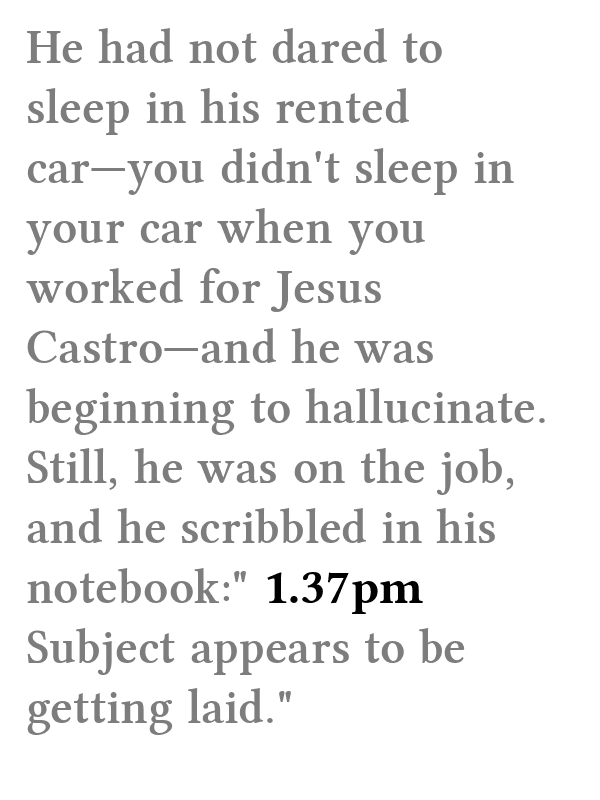 He had not dared to
sleep in his rented
car—you didn't sleep in
your car when you
worked for Jesus
Castro—and he was
beginning to hallucinate.
Still, he was on the job,
and he scribbled in his
notebook:" 1.37pm
Subject appears to be
getting laid."